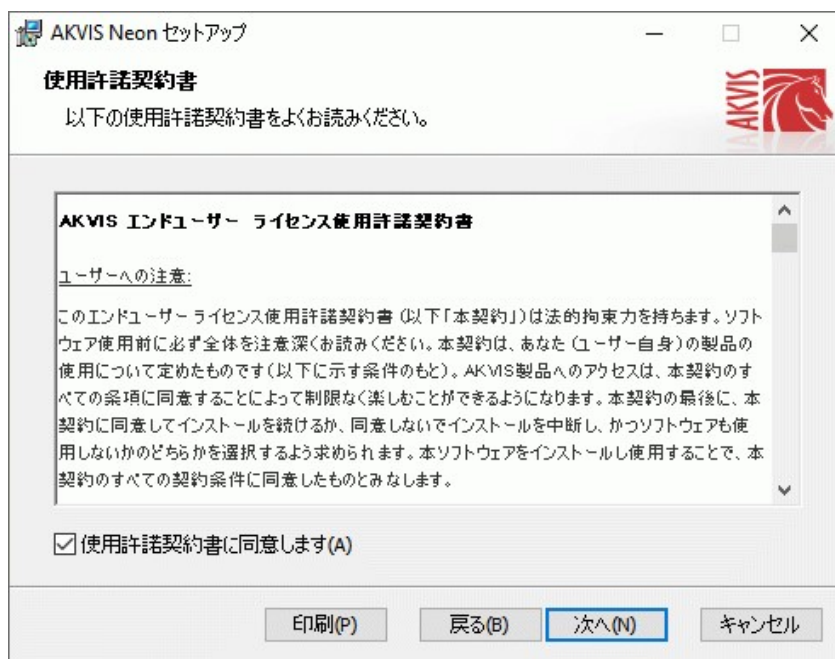 AKVIS Neon セットアップ
使用許諾契約書
以下の使用許諾契約書をよくお読みください。
AKVIS
AKVIS エンドユーザー ライセンス使用許諾契約書
ユーザーへの注意:
このエンドユーザー ライセンス使用許諾契約書 (以下「本契約」)は法的拘束力を持ちます。ソフト
ウェア使用前に必ず全体を注意深くお読みください。本契約は、あなた (ユーザー自身)の製品の
使用について定めたものです(以下に示す条件のもと)。AKVIS製品へのアクセスは、本契約のす
べての条項に同意することによって制限なく楽しむことができるようになります。本契約の最後に、本
契約に同意してインストールを続けるか、同意しないでインストールを中断し、かつソフトウェアも使
用しないかのどちらかを選択するよう求められます。本ソフトウェアをインストールし使用することで、本
契約のすべての契約条件に同意したものとみなします。
使用許諾契約書に同意します(A)
印刷(P)
戻る(B)
次へ(N)
キャンセル